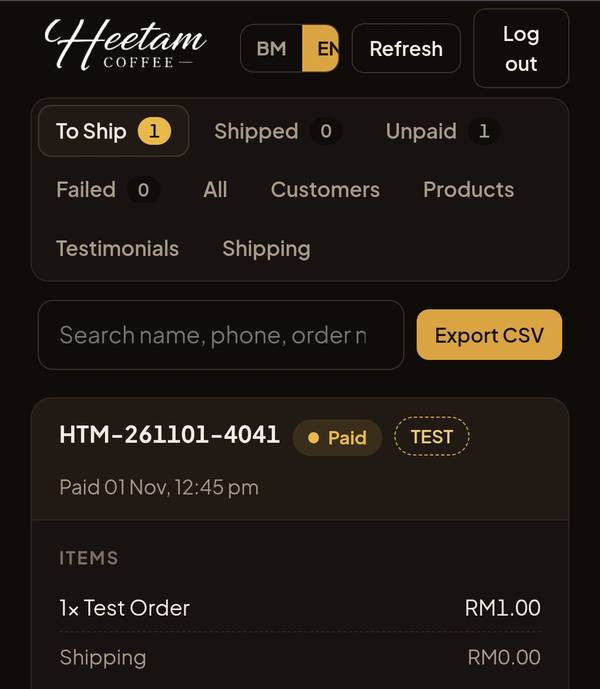 Heetam
COFFEE
BM EN Refresh Log out
To Ship 1 Shipped 0 Unpaid 1
Failed 0 All Customers Products
Testimonials Shipping
Search name, phone, order n Export CSV
HTM-261101-4041 Paid TEST
Paid 01 Nov, 12:45 pm
ITEMS
1× Test Order RM1.00
Shipping RM0.00